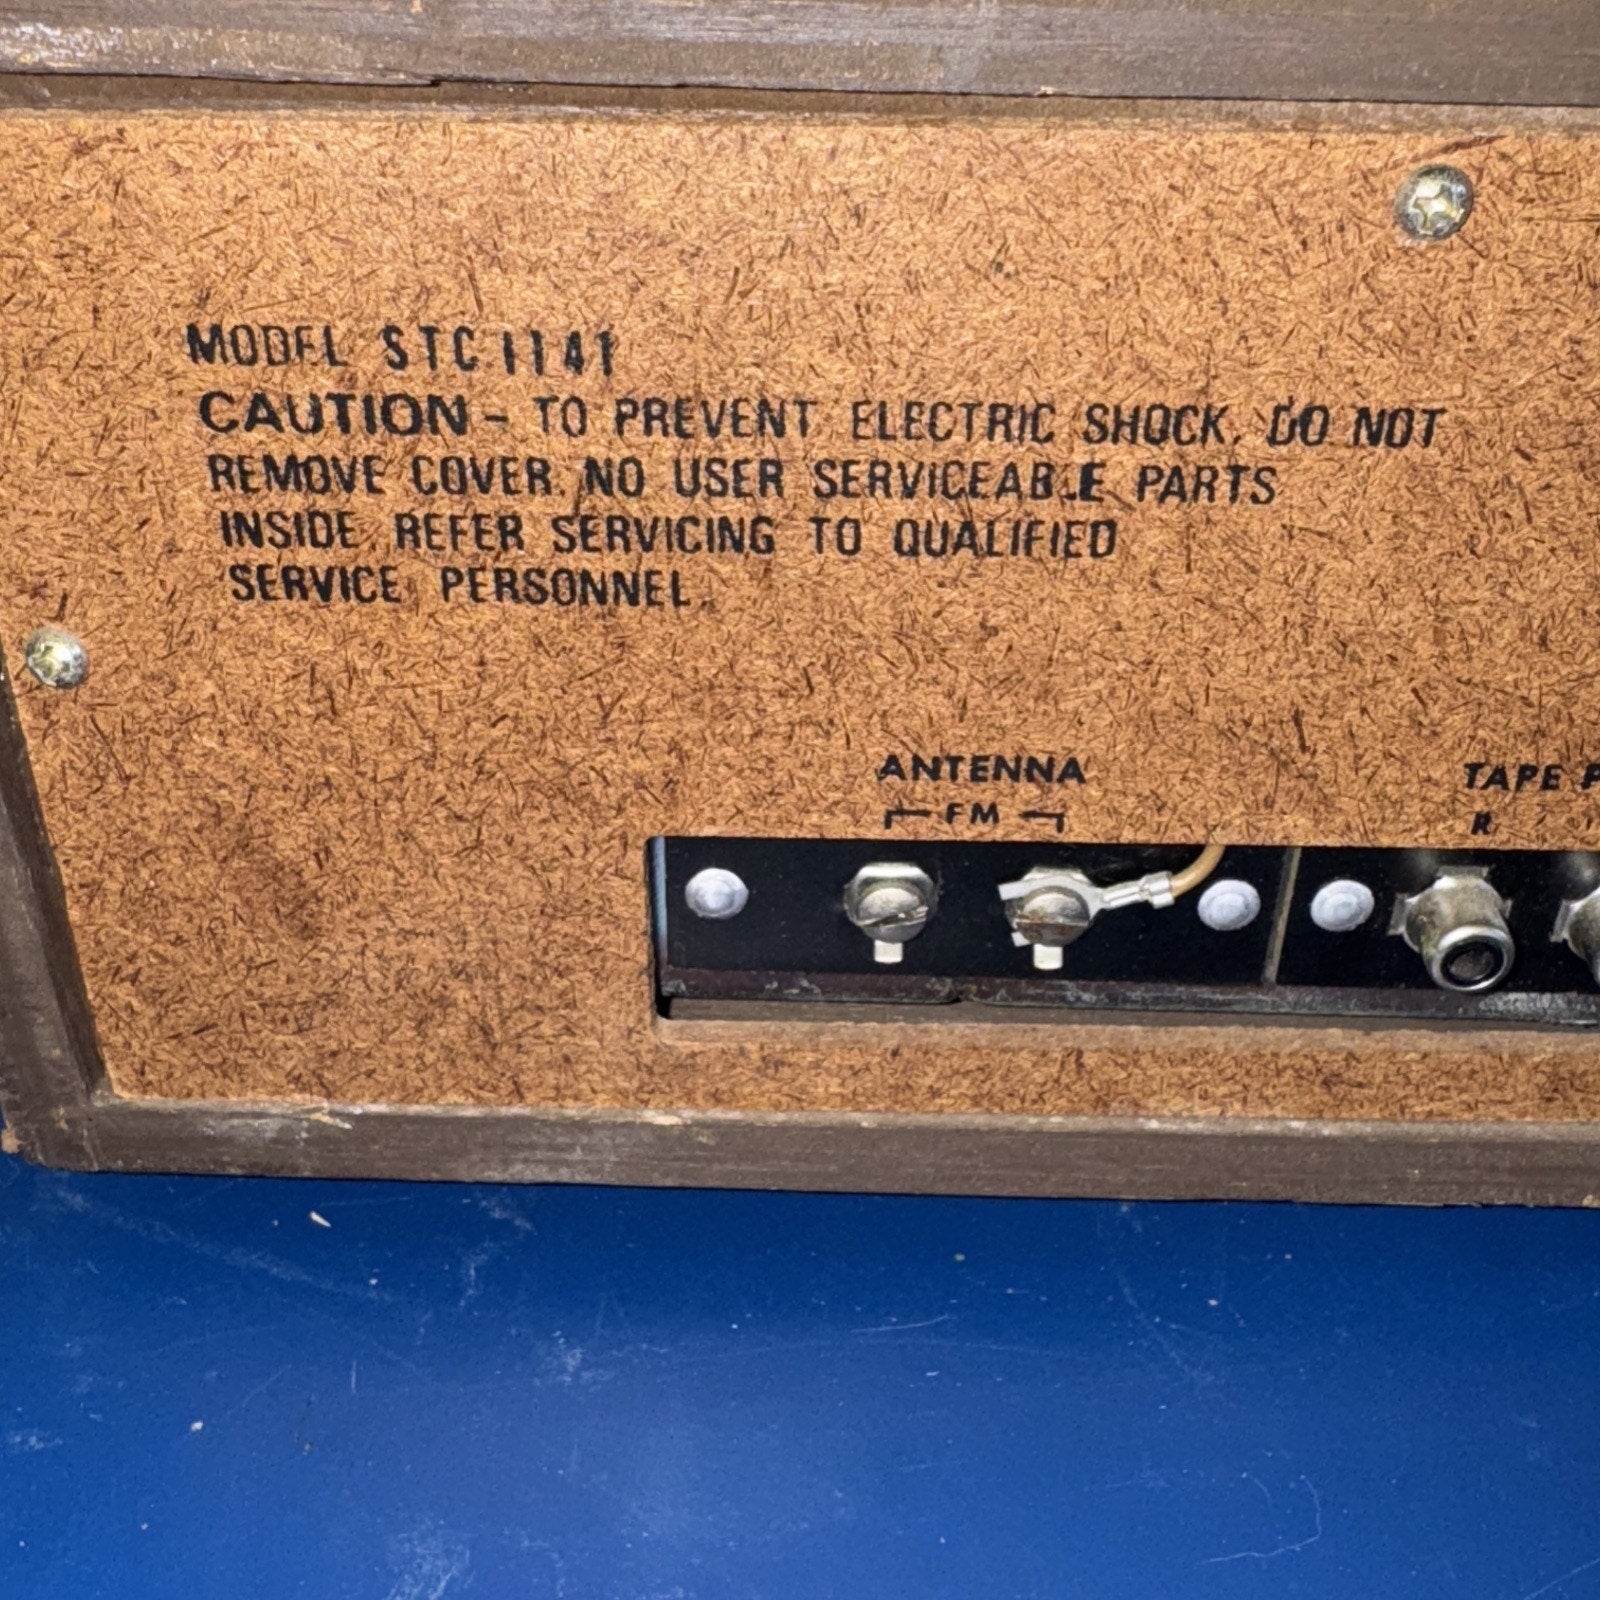 MODEL STC 1141
CAUTION - TO PREVENT ELECTRIC SHOCK, DO NOT
REMOVE COVER. NO USER SERVICEABLE PARTS
INSIDE. REFER SERVICING TO QUALIFIED
SERVICE PERSONNEL.
ANTENNA
FM
TAPE P
R